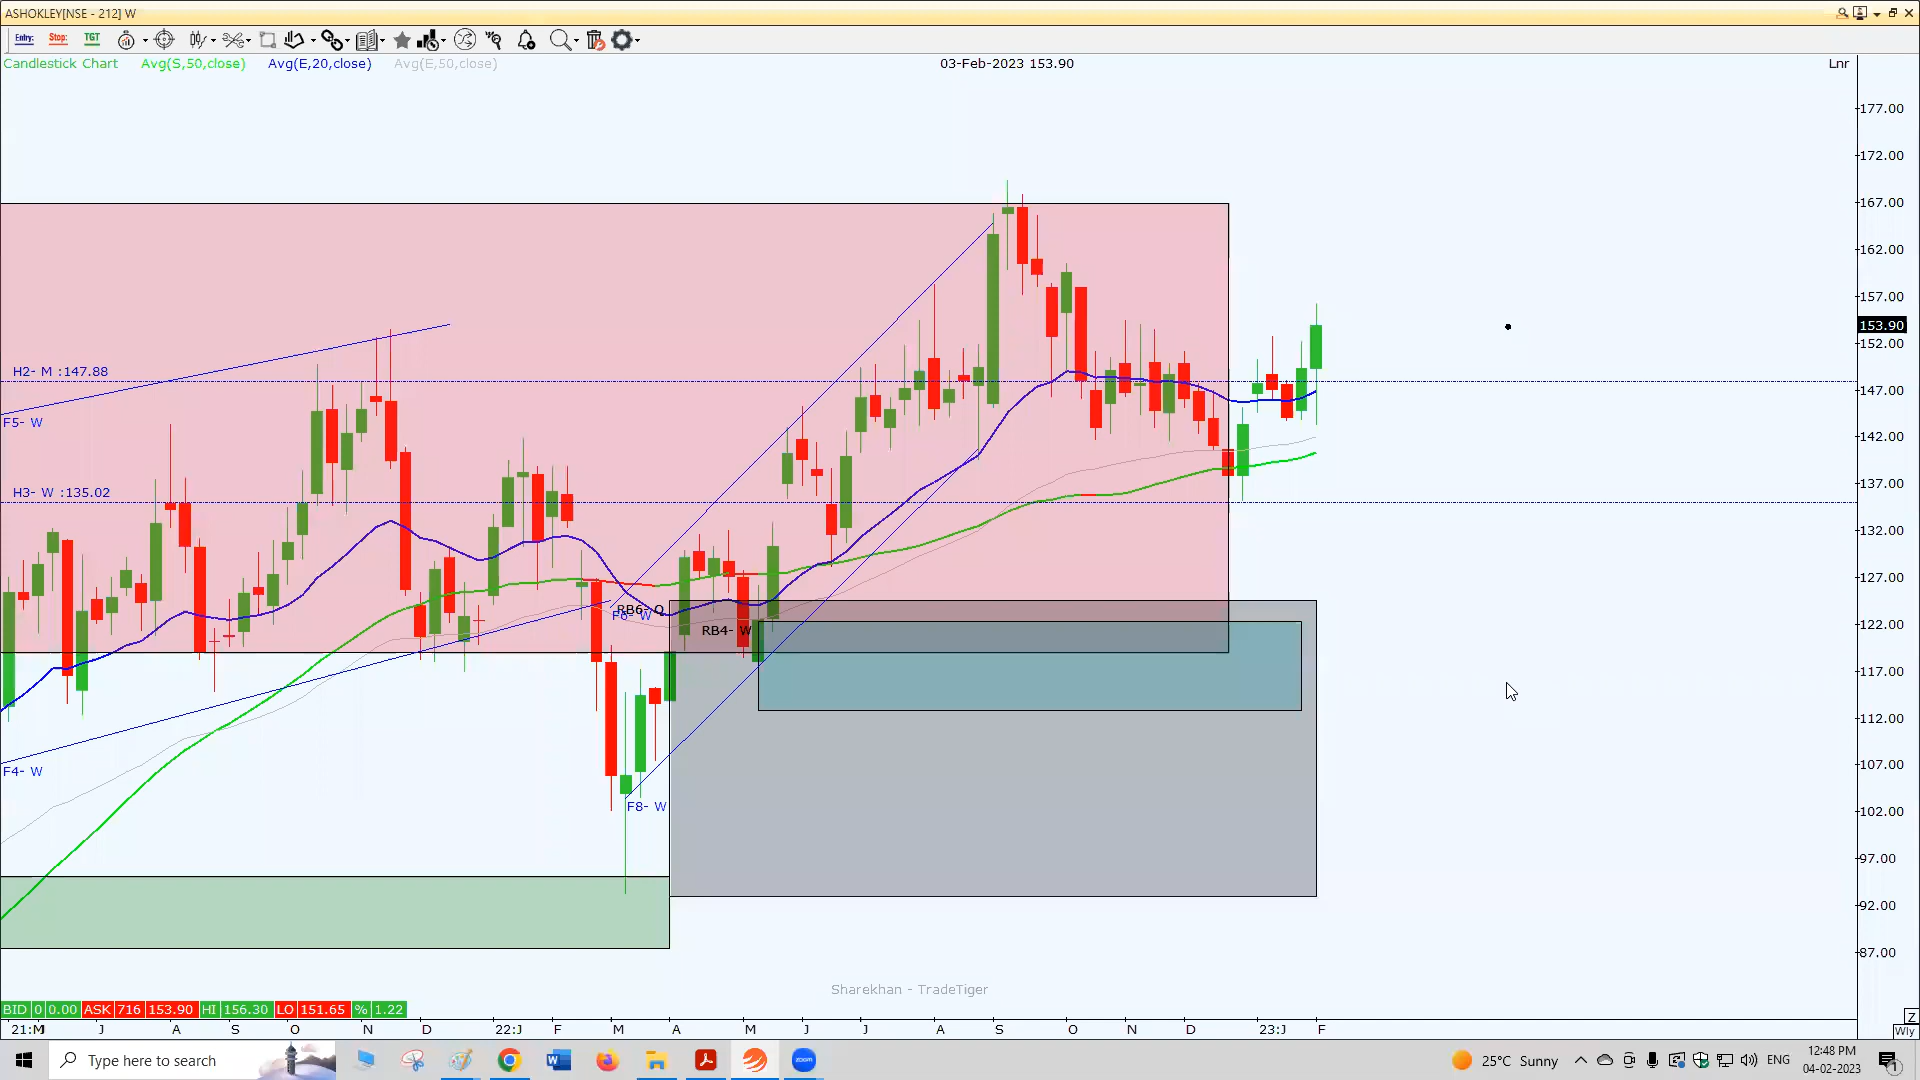 ASHOKLEY[NSE - 212] W
Entry: Stop: TGT
Candlestick Chart Avg(S,50,close) Avg(E,20,close) Avg(E,50,close) 03-Feb-2023 153.90 Lnr
177.00
172.00
167.00
162.00
157.00
153.90
152.00
H2- M :147.88
147.00
F5- W
142.00
137.00
H3- W :135.02
132.00
127.00
RB6- Q
F6- W
122.00
RB4- W
117.00
112.00
F4- W
107.00
F8- W
102.00
97.00
92.00
87.00
Sharekhan - TradeTiger
BID 0 0.00 ASK 716 153.90 HI 156.30 LO 151.65 % 1.22
Z
J A S O N D 22:J F M A M J J A S O N D 23:J F
Wly
Type here to search
25°C Sunny
ENG
12:48 PM
04-02-2023
1